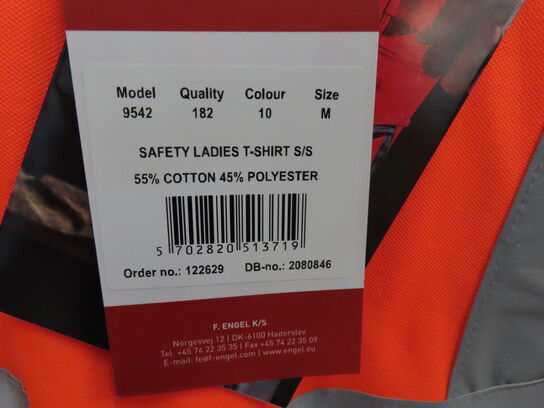 Model Quality Colour Size
9542 182 10 M
SAFETY LADIES T-SHIRT S/S
55% COTTON 45% POLYESTER
5 702820 513719
Order no.: 122629 DB-no.: 2080846
F. ENGEL K/S
Norgesvej 12 | DK-6100 Haderslev
Tel. +45 74 22 35 35 | Fax +45 74 22 35 09
E-mail: fe@f-engel.com | www.engel.eu